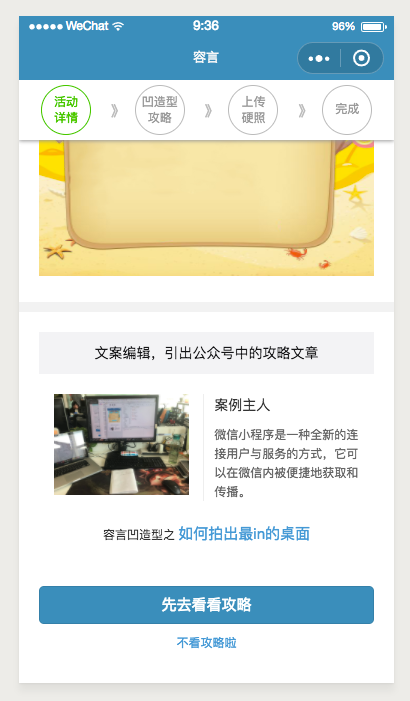 WeChat 9:36 96%
容言
活动
详情
》
凹造型
攻略
》
上传
硬照
》
完成
文案编辑，引出公众号中的攻略文章
案例主人
微信小程序是一种全新的连
接用户与服务的方式，它可
以在微信内被便捷地获取和
传播。
容言凹造型之 如何拍出最in的桌面
先去看看攻略
不看攻略啦